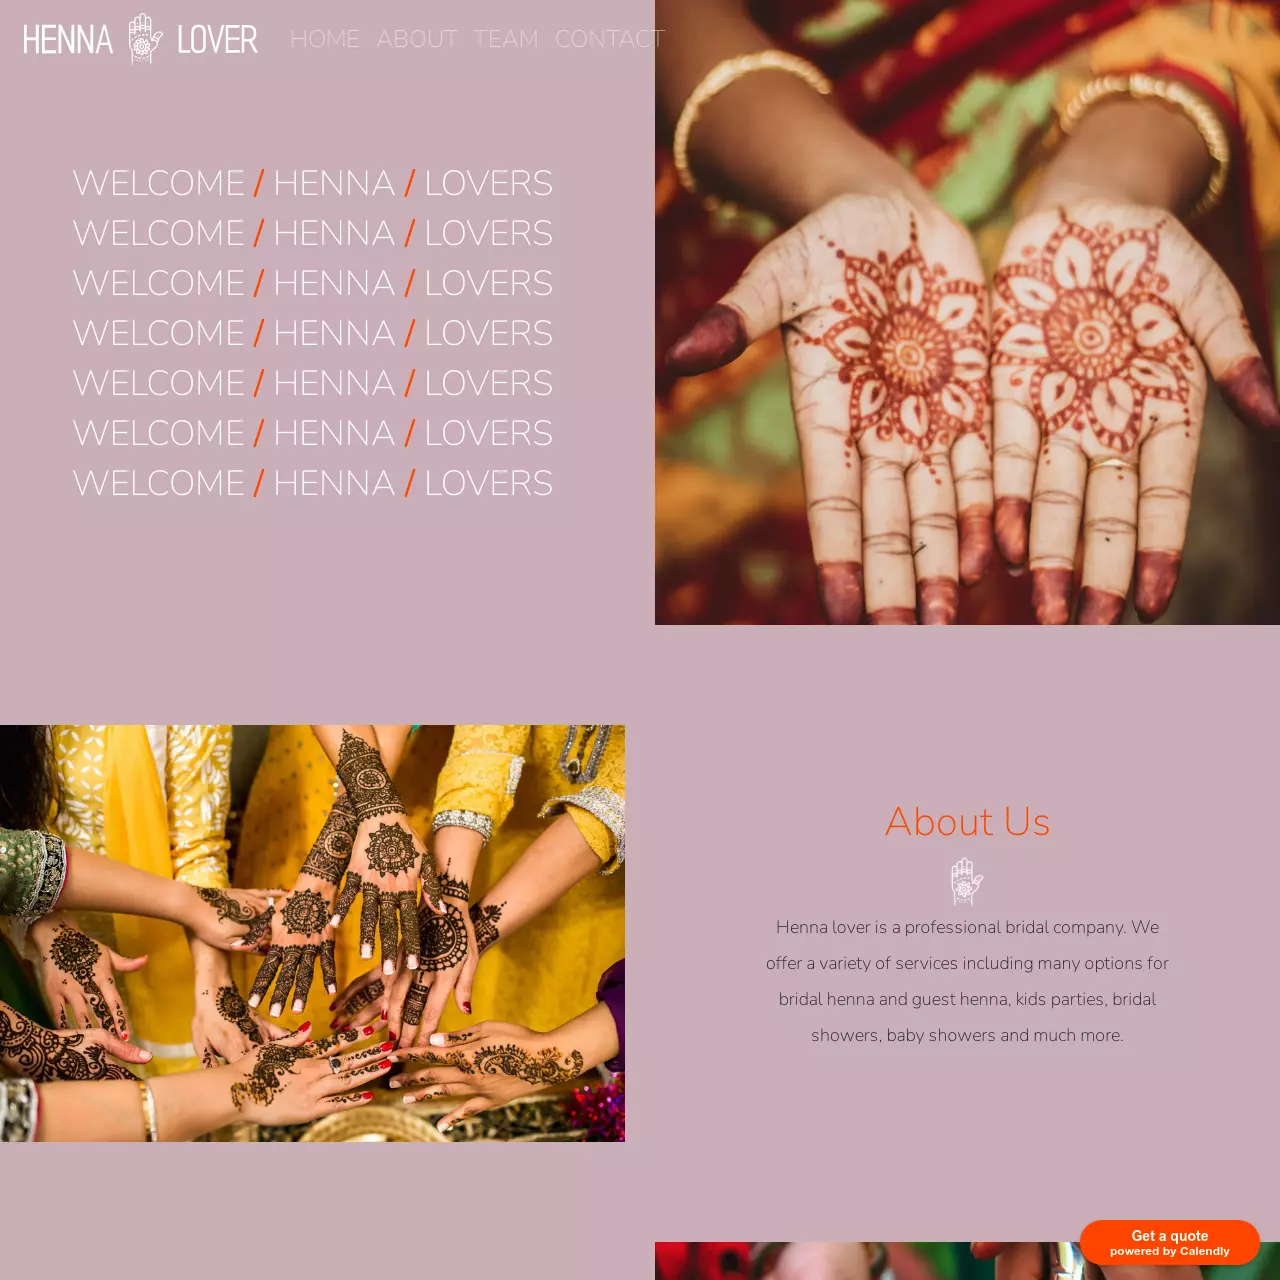 HENNA LOVER
HOME ABOUT TEAM CONTACT
WELCOME / HENNA / LOVERS
WELCOME / HENNA / LOVERS
WELCOME / HENNA / LOVERS
WELCOME / HENNA / LOVERS
WELCOME / HENNA / LOVERS
WELCOME / HENNA / LOVERS
WELCOME / HENNA / LOVERS
About Us
Henna lover is a professional bridal company. We
offer a variety of services including many options for
bridal henna and guest henna, kids parties, bridal
showers, baby showers and much more.
Get a quote
powered by Calendly